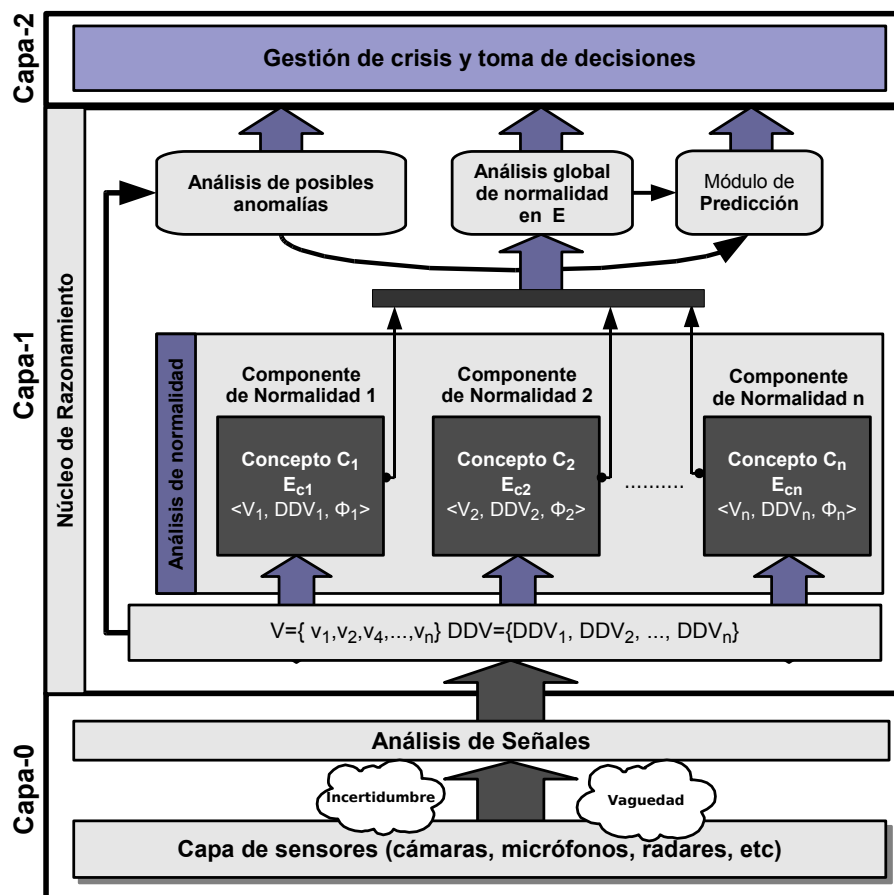 Capa-2
Gestión de crisis y toma de decisiones
Capa-1
Núcleo de Razonamiento
Análisis de posibles
anomalías
Análisis global
de normalidad
en E
Módulo de
Predicción
Análisis de normalidad
Componente
de Normalidad 1
Componente
de Normalidad 2
Componente
de Normalidad n
Concepto C₁
E_c1
<V₁, DDV₁, Φ₁>
Concepto C₂
E_c2
<V₂, DDV₂, Φ₂>
..........
Concepto Cₙ
E_cn
<Vₙ, DDVₙ, Φₙ>
V={ v₁,v₂,v₄,...,vₙ} DDV={DDV₁, DDV₂, ..., DDVₙ}
Capa-0
Análisis de Señales
Incertidumbre
Vaguedad
Capa de sensores (cámaras, micrófonos, radares, etc)